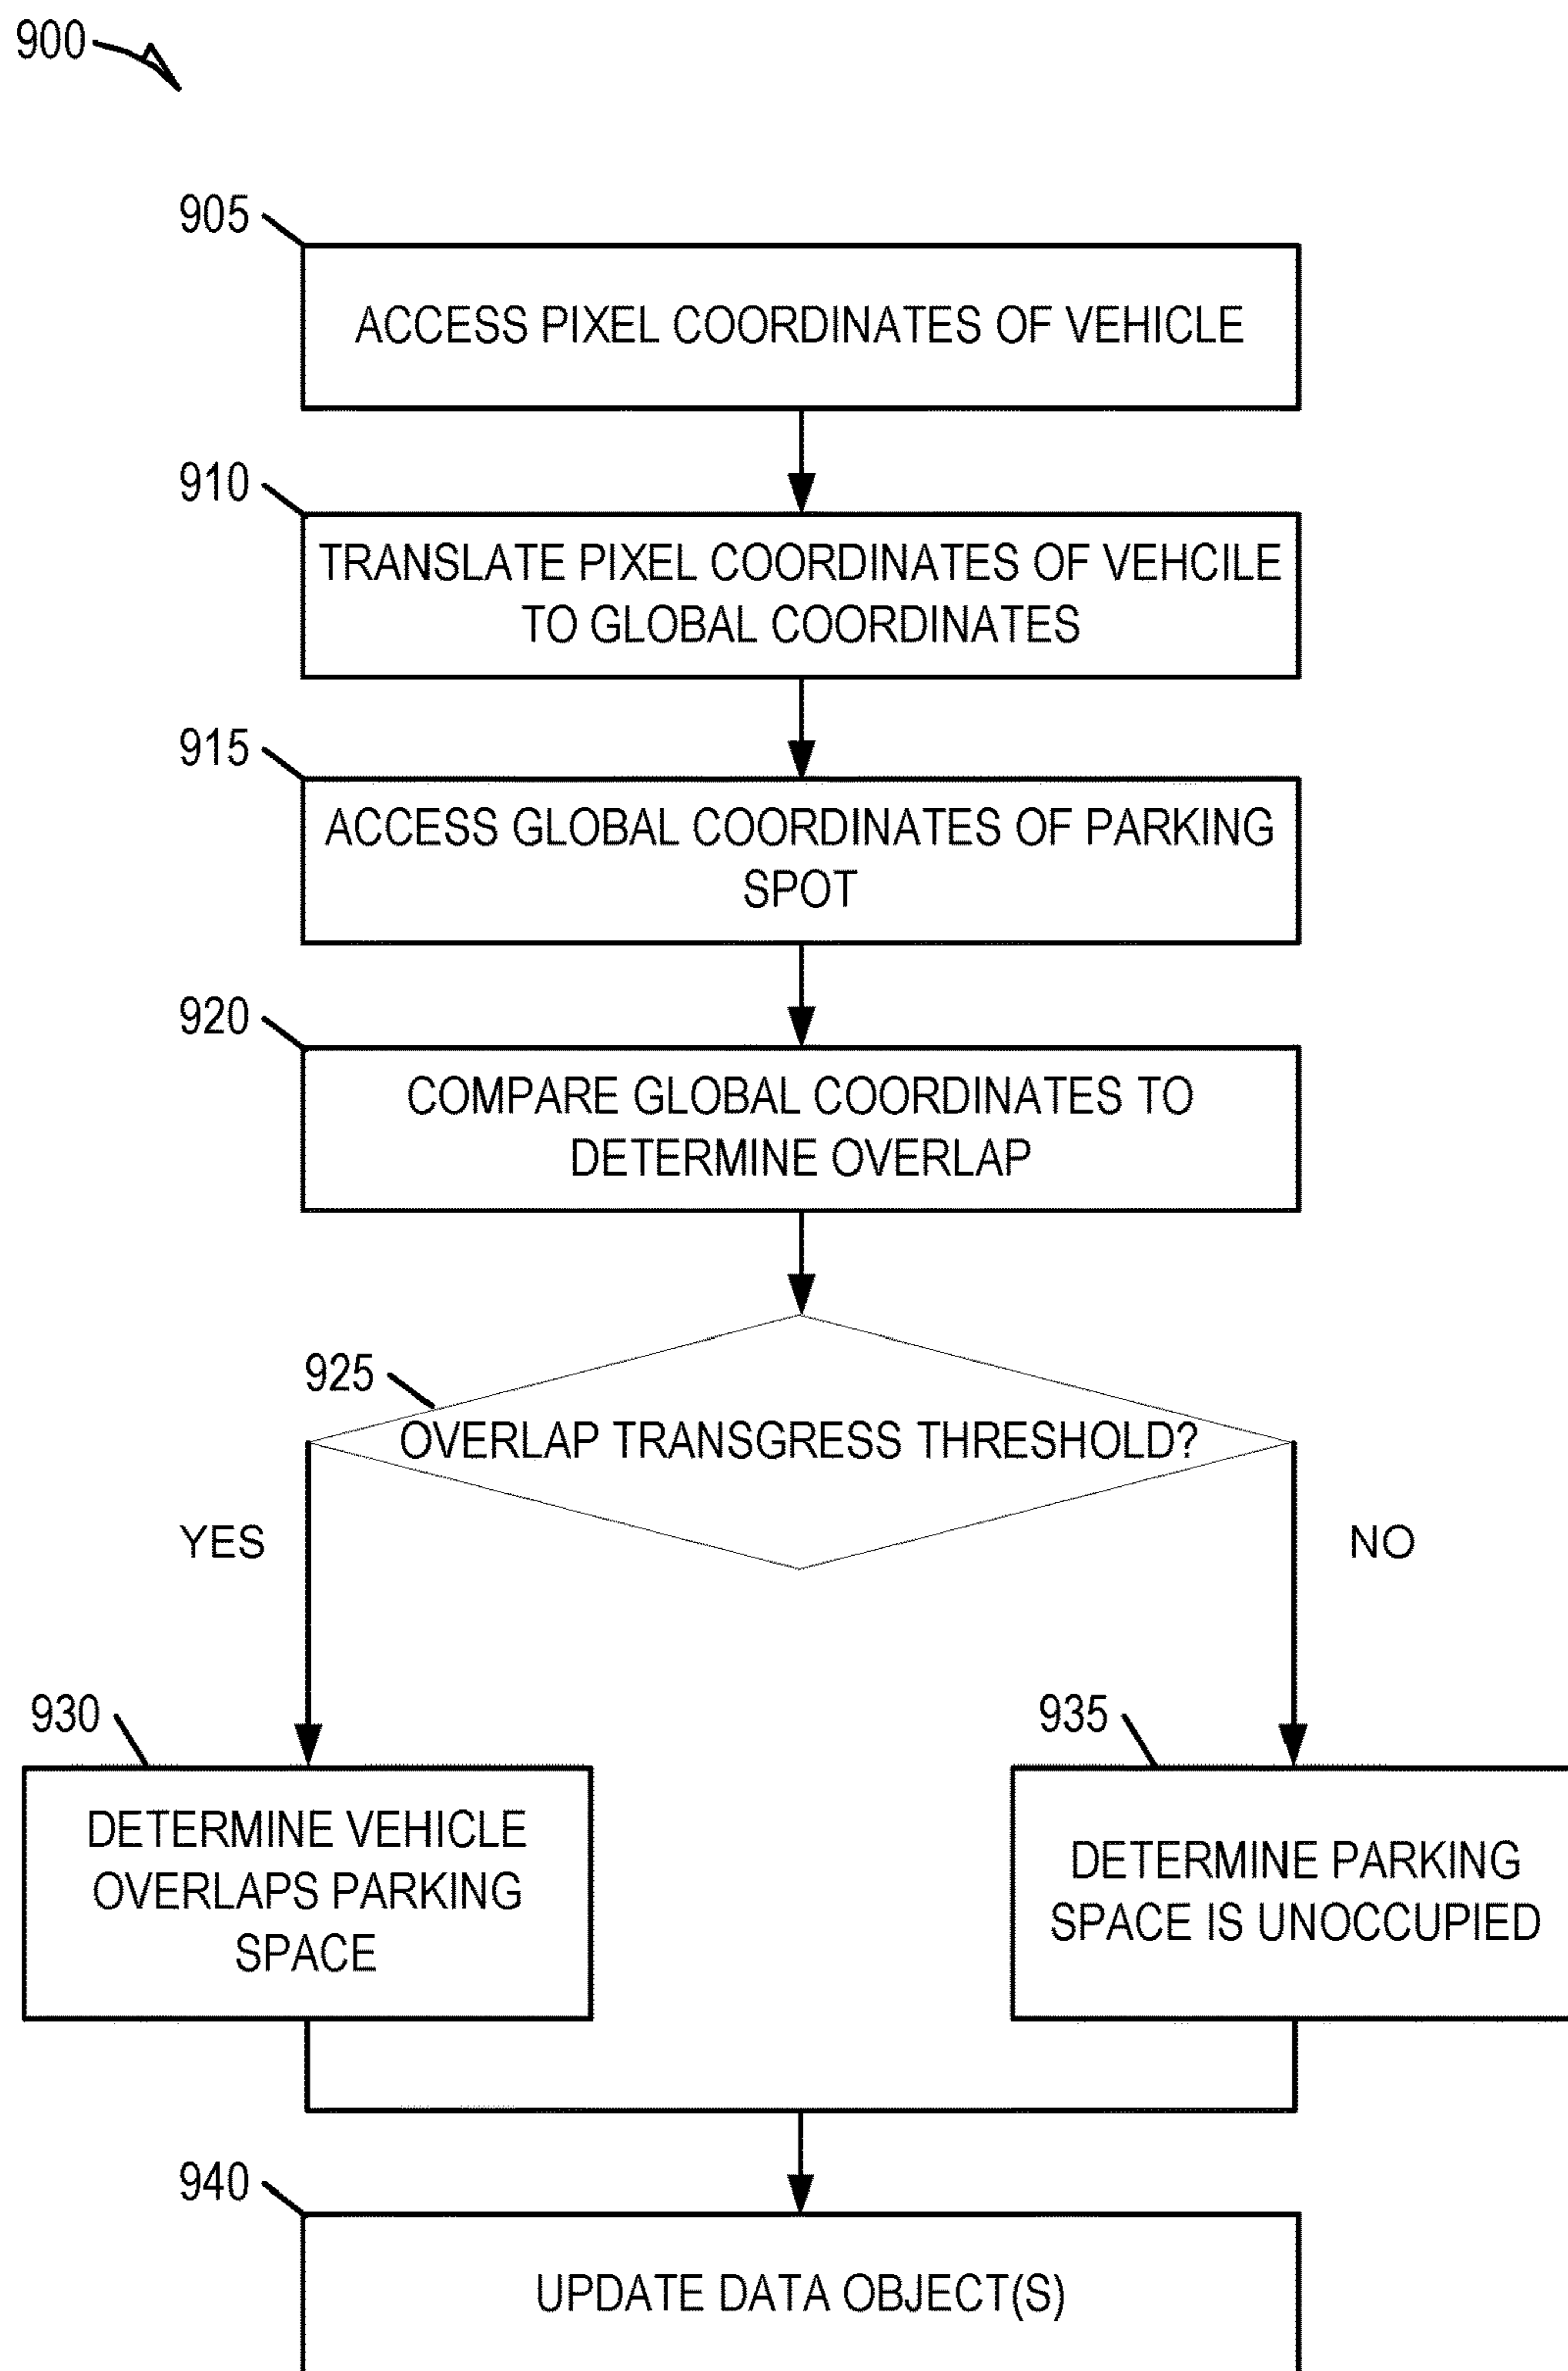 900
905
ACCESS PIXEL COORDINATES OF VEHICLE
910
TRANSLATE PIXEL COORDINATES OF VEHCILE
TO GLOBAL COORDINATES
915
ACCESS GLOBAL COORDINATES OF PARKING
SPOT
920
COMPARE GLOBAL COORDINATES TO
DETERMINE OVERLAP
925
OVERLAP TRANSGRESS THRESHOLD?
YES
NO
930
DETERMINE VEHICLE
OVERLAPS PARKING
SPACE
935
DETERMINE PARKING
SPACE IS UNOCCUPIED
940
UPDATE DATA OBJECT(S)